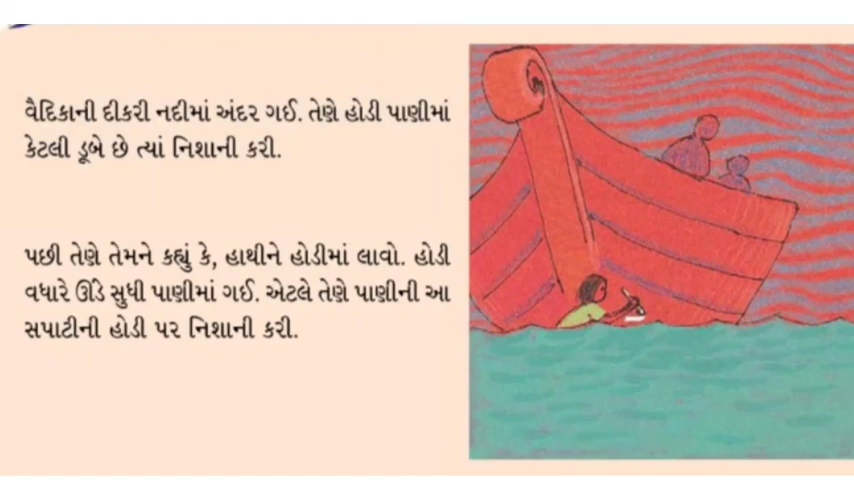 વૈદિકાની દીકરી નદીમાં અંદર ગઈ. તેણે હોડી પાણીમાં
કેટલી ડૂબે છે ત્યાં નિશાની કરી.
પછી તેણે તેમને કહ્યું કે, હાથીને હોડીમાં લાવો. હોડી
વધારે ઊંડે સુધી પાણીમાં ગઈ. એટલે તેણે પાણીની આ
સપાટીની હોડી પર નિશાની કરી.